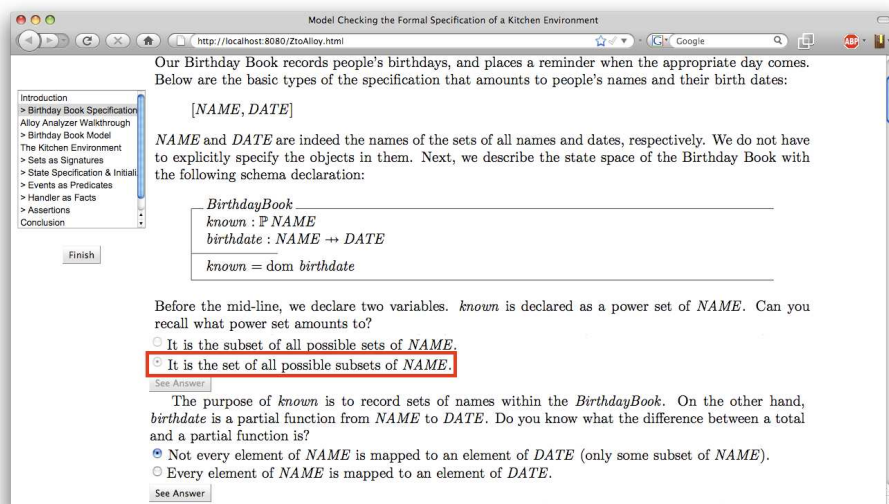 Model Checking the Formal Specification of a Kitchen Environment
http://localhost:8080/ZtoAlloy.html
G
Google
ABP
Introduction
> Birthday Book Specification
Alloy Analyzer Walkthrough
> Birthday Book Model
The Kitchen Environment
> Sets as Signatures
> State Specification & Initiali
> Events as Predicates
> Handler as Facts
> Assertions
Conclusion
Finish
Our Birthday Book records people's birthdays, and places a reminder when the appropriate day comes.
Below are the basic types of the specification that amounts to people's names and their birth dates:
[NAME, DATE]
NAME and DATE are indeed the names of the sets of all names and dates, respectively. We do not have
to explicitly specify the objects in them. Next, we describe the state space of the Birthday Book with
the following schema declaration:
BirthdayBook
known : ℙ NAME
birthdate : NAME ⇸ DATE
known = dom birthdate
Before the mid-line, we declare two variables. known is declared as a power set of NAME. Can you
recall what power set amounts to?
It is the subset of all possible sets of NAME.
It is the set of all possible subsets of NAME.
See Answer
The purpose of known is to record sets of names within the BirthdayBook. On the other hand,
birthdate is a partial function from NAME to DATE. Do you know what the difference between a total
and a partial function is?
Not every element of NAME is mapped to an element of DATE (only some subset of NAME).
Every element of NAME is mapped to an element of DATE.
See Answer